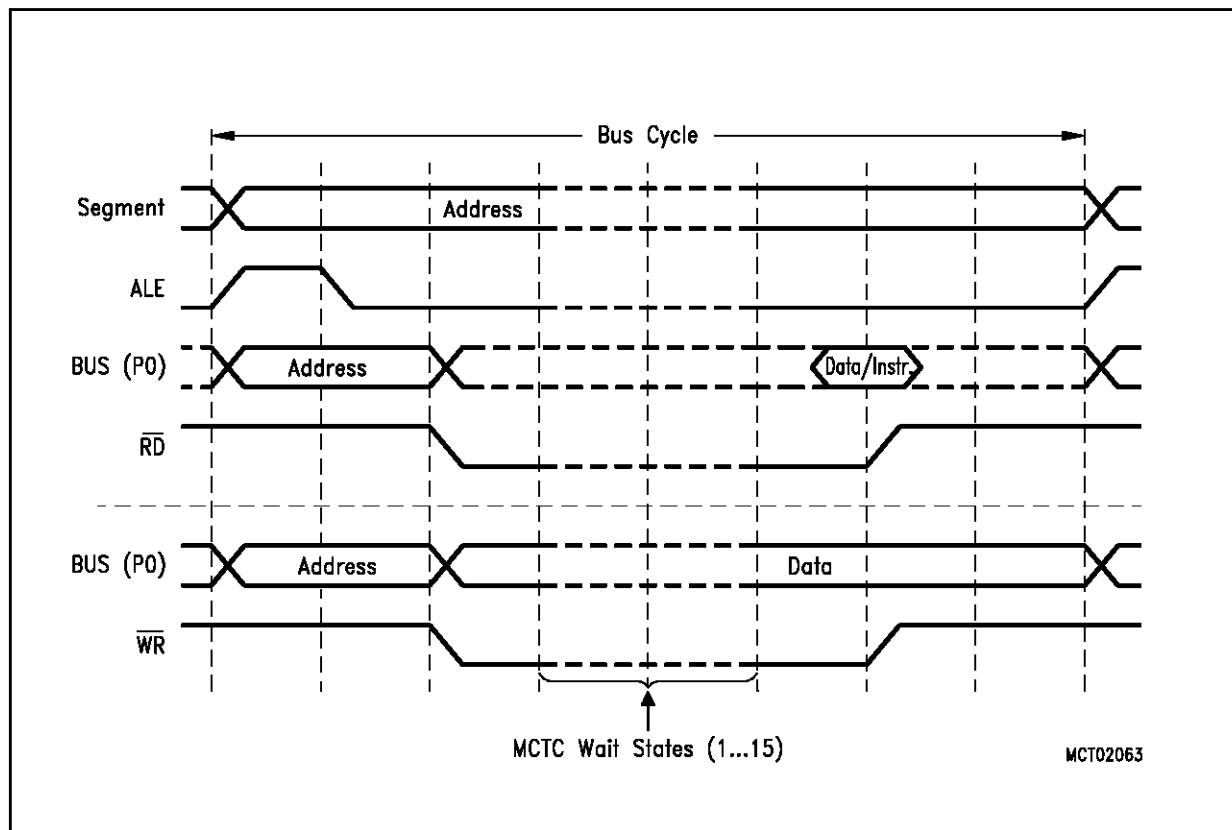 Bus Cycle
Segment
Address
ALE
BUS (P0)
Address
Data/Instr.
RD
BUS (P0)
Address
Data
WR
MCTC Wait States (1...15)
MCT02063